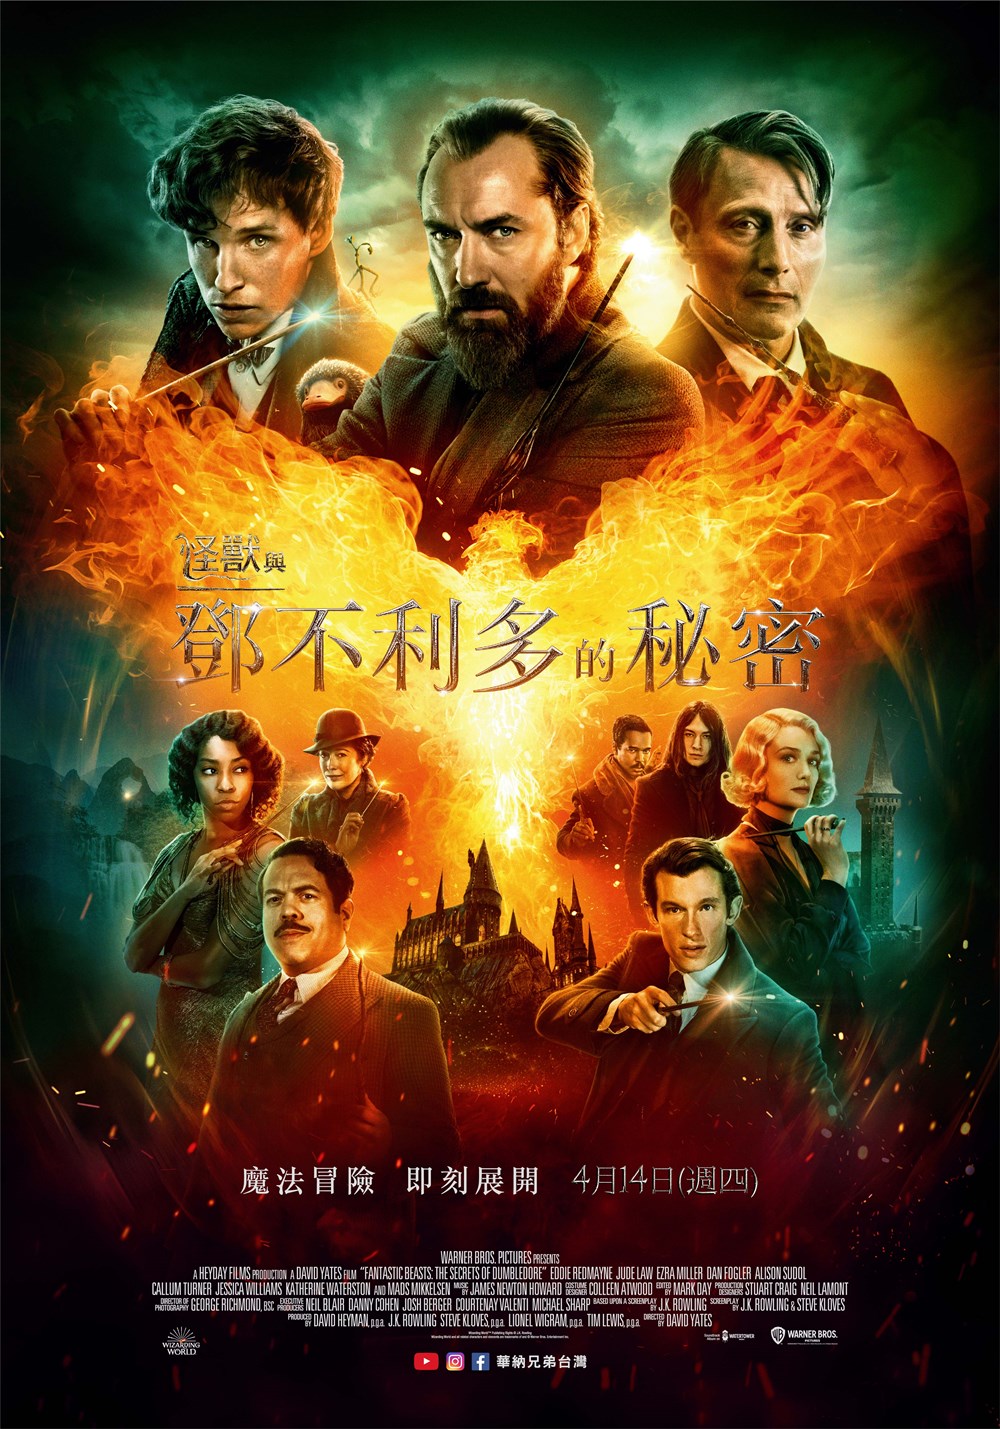 怪獸與
鄧不利多的秘密
魔法冒險 即刻展開 4月14日(週四)
WARNER BROS. PICTURES PRESENTS
A HEYDAY FILMS PRODUCTION A DAVID YATES FILM “FANTASTIC BEASTS: THE SECRETS OF DUMBLEDORE” EDDIE REDMAYNE JUDE LAW EZRA MILLER DAN FOGLER ALISON SUDOL
CALLUM TURNER JESSICA WILLIAMS KATHERINE WATERSTON AND MADS MIKKELSEN MUSIC BY JAMES NEWTON HOWARD COSTUME DESIGNER COLLEEN ATWOOD EDITED BY MARK DAY PRODUCTION DESIGNERS STUART CRAIG NEIL LAMONT
DIRECTOR OF PHOTOGRAPHY GEORGE RICHMOND, BSC EXECUTIVE PRODUCERS NEIL BLAIR DANNY COHEN JOSH BERGER COURTENAY VALENTI MICHAEL SHARP BASED UPON A SCREENPLAY BY J.K. ROWLING SCREENPLAY BY J.K. ROWLING & STEVE KLOVES
PRODUCED BY DAVID HEYMAN, p.g.a. J.K. ROWLING STEVE KLOVES, p.g.a. LIONEL WIGRAM, p.g.a. TIM LEWIS, p.g.a. DIRECTED BY DAVID YATES
WIZARDING
WORLD
WATERTOWER
WARNER BROS.
PICTURES
華納兄弟台灣